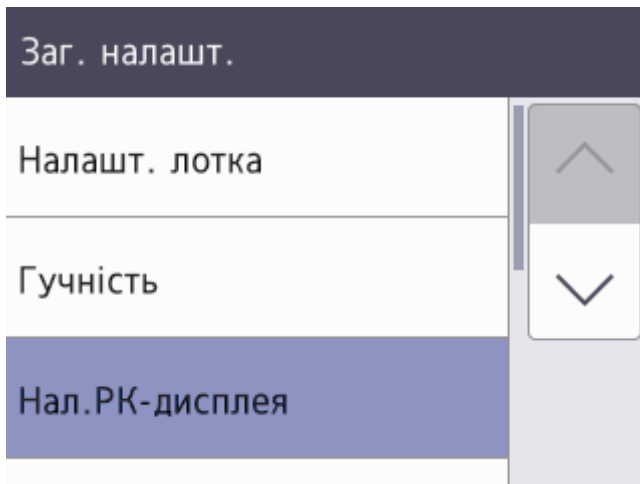 Заг. налашт.
Налашт. лотка
Гучність
Нал.РК-дисплея